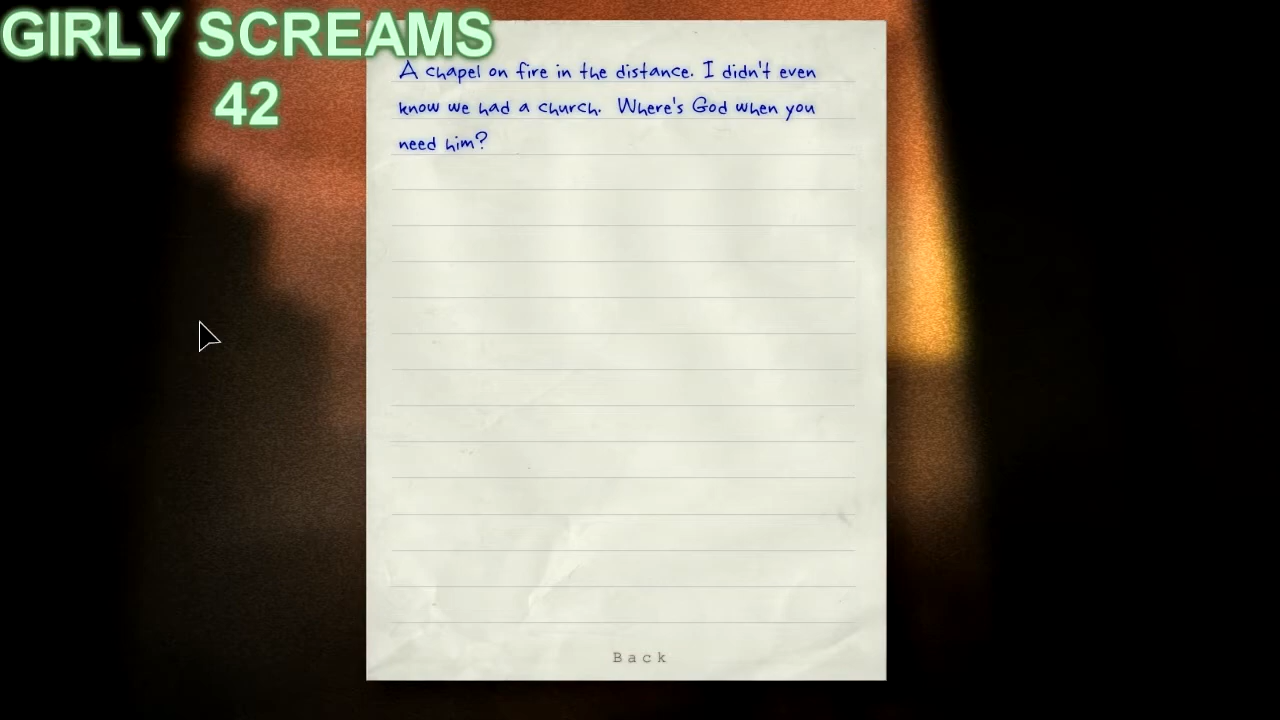 GIRLY SCREAMS
42
A chapel on fire in the distance. I didn't even
know we had a church. Where's God when you
need him?
Back